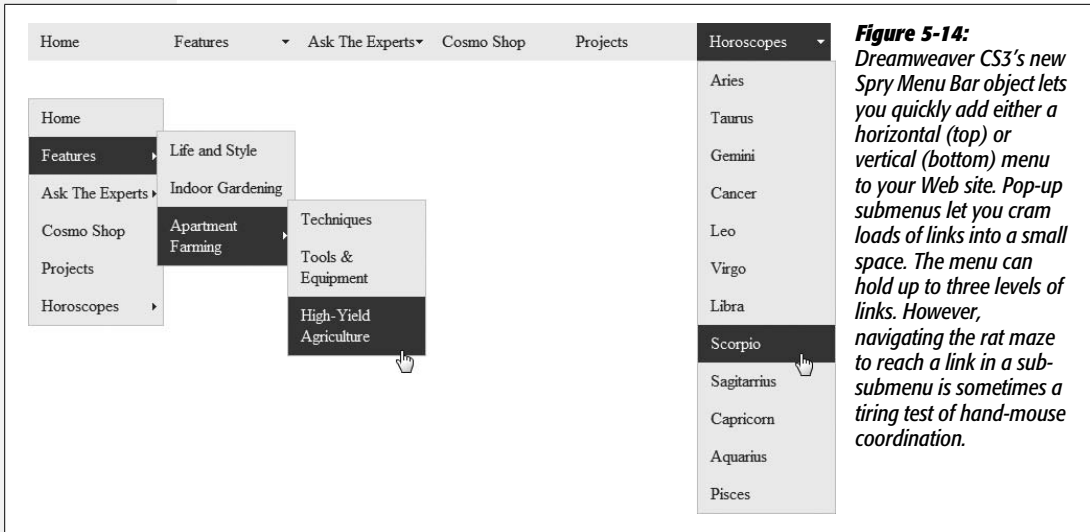 Home Features Ask The Experts Cosmo Shop Projects Horoscopes
Aries
Taurus
Gemini
Cancer
Leo
Virgo
Libra
Scorpio
Sagitarrius
Capricorn
Aquarius
Pisces
Home
Features
Ask The Experts
Cosmo Shop
Projects
Horoscopes
Life and Style
Indoor Gardening
Apartment
Farming
Techniques
Tools &
Equipment
High-Yield
Agriculture
Figure 5-14:
Dreamweaver CS3's new
Spry Menu Bar object lets
you quickly add either a
horizontal (top) or
vertical (bottom) menu
to your Web site. Pop-up
submenus let you cram
loads of links into a small
space. The menu can
hold up to three levels of
links. However,
navigating the rat maze
to reach a link in a sub-
submenu is sometimes a
tiring test of hand-mouse
coordination.